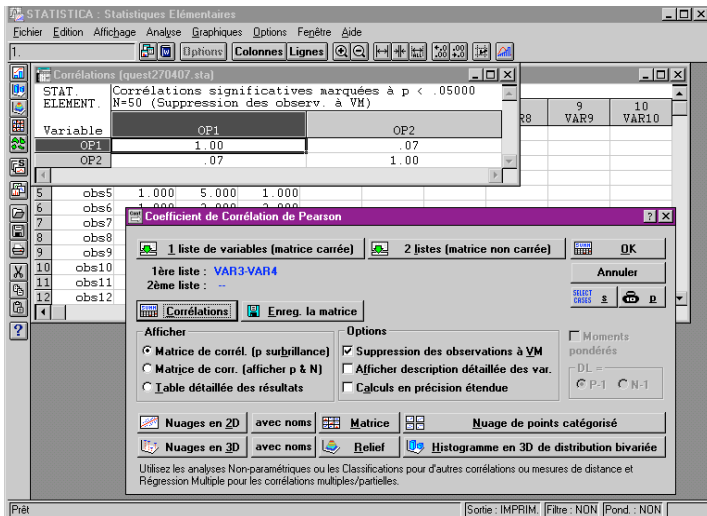 STATISTICA : Statistiques Elémentaires
Fichier Edition Affichage Analyse Graphiques Options Fenêtre Aide
1. Options Colonnes Lignes
Corrélations (quest270407.sta)
STAT. Corrélations significatives marquées à p < .05000
ELEMENT. N=50 (Suppression des observ. à VM)
Variable OP1 OP2
OP1 1.00 .07
OP2 .07 1.00
9 10
R8 VAR9 VAR10
5 obs5 1.000 5.000 1.000
6 obs6
7 obs7
8 obs8
9 obs9
10 obs10
11 obs11
12 obs12
Coefficient de Corrélation de Pearson
1 liste de variables (matrice carrée) 2 listes (matrice non carrée) OK
1ère liste : VAR3-VAR4 Annuler
2ème liste : --
SELECT CASES S D
Corrélations Enreg. la matrice
Afficher
Matrice de corrél. (p surbrillance)
Matrice de corr. (afficher p & N)
Table détaillée des résultats
Options
Suppression des observations à VM
Afficher description détaillée des var.
Calculs en précision étendue
Moments pondérés
DL =
P-1 N-1
Nuages en 2D avec noms Matrice Nuage de points catégorisé
Nuages en 3D avec noms Relief Histogramme en 3D de distribution bivariée
Utilisez les analyses Non-paramétriques ou les Classifications pour d'autres corrélations ou mesures de distance et
Régression Multiple pour les corrélations multiples/partielles.
Prêt Sortie : IMPRIM. Filtre : NON Pond. : NON